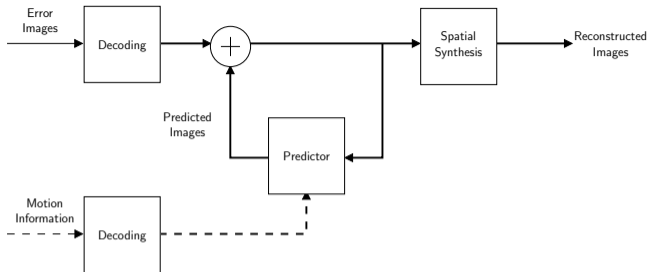 Error
Images
Decoding
+
Spatial
Synthesis
Reconstructed
Images
Predicted
Images
Predictor
Motion
Information
Decoding